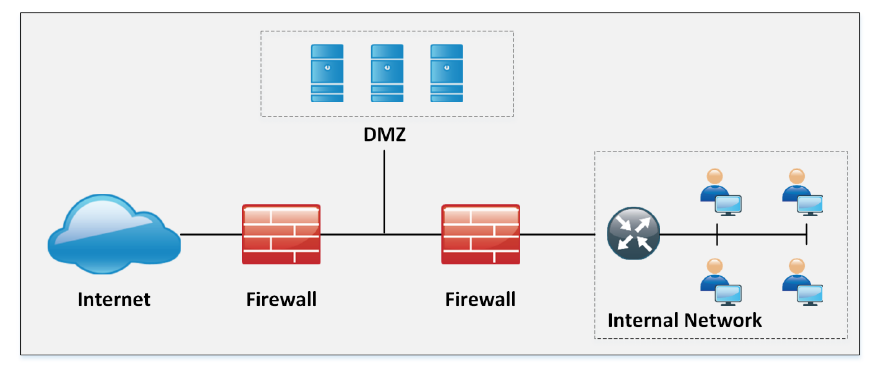 DMZ
Internet
Firewall
Firewall
Internal Network